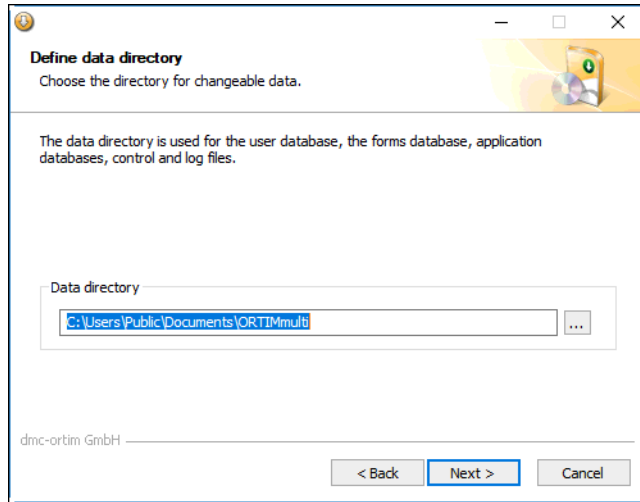 Define data directory
Choose the directory for changeable data.
The data directory is used for the user database, the forms database, application
databases, control and log files.
Data directory
C:\Users\Public\Documents\ORTIMmulti
...
dmc-ortim GmbH
< Back
Next >
Cancel